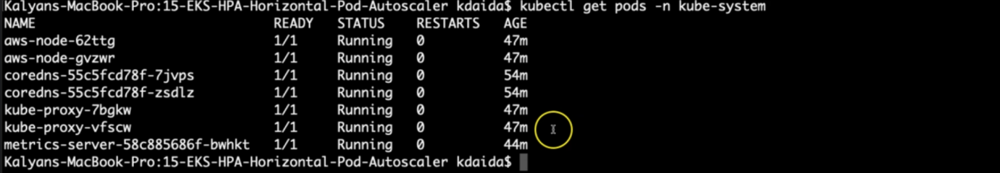 Kalyans-MacBook-Pro:15-EKS-HPA-Horizontal-Pod-Autoscaler kdaida$ kubectl get pods -n kube-system
NAME READY STATUS RESTARTS AGE
aws-node-62ttg 1/1 Running 0 47m
aws-node-gvzwr 1/1 Running 0 47m
coredns-55c5fcd78f-7jvps 1/1 Running 0 54m
coredns-55c5fcd78f-zsdlz 1/1 Running 0 54m
kube-proxy-7bgkw 1/1 Running 0 47m
kube-proxy-vfscw 1/1 Running 0 47m
metrics-server-58c885686f-bwhkt 1/1 Running 0 44m
Kalyans-MacBook-Pro:15-EKS-HPA-Horizontal-Pod-Autoscaler kdaida$